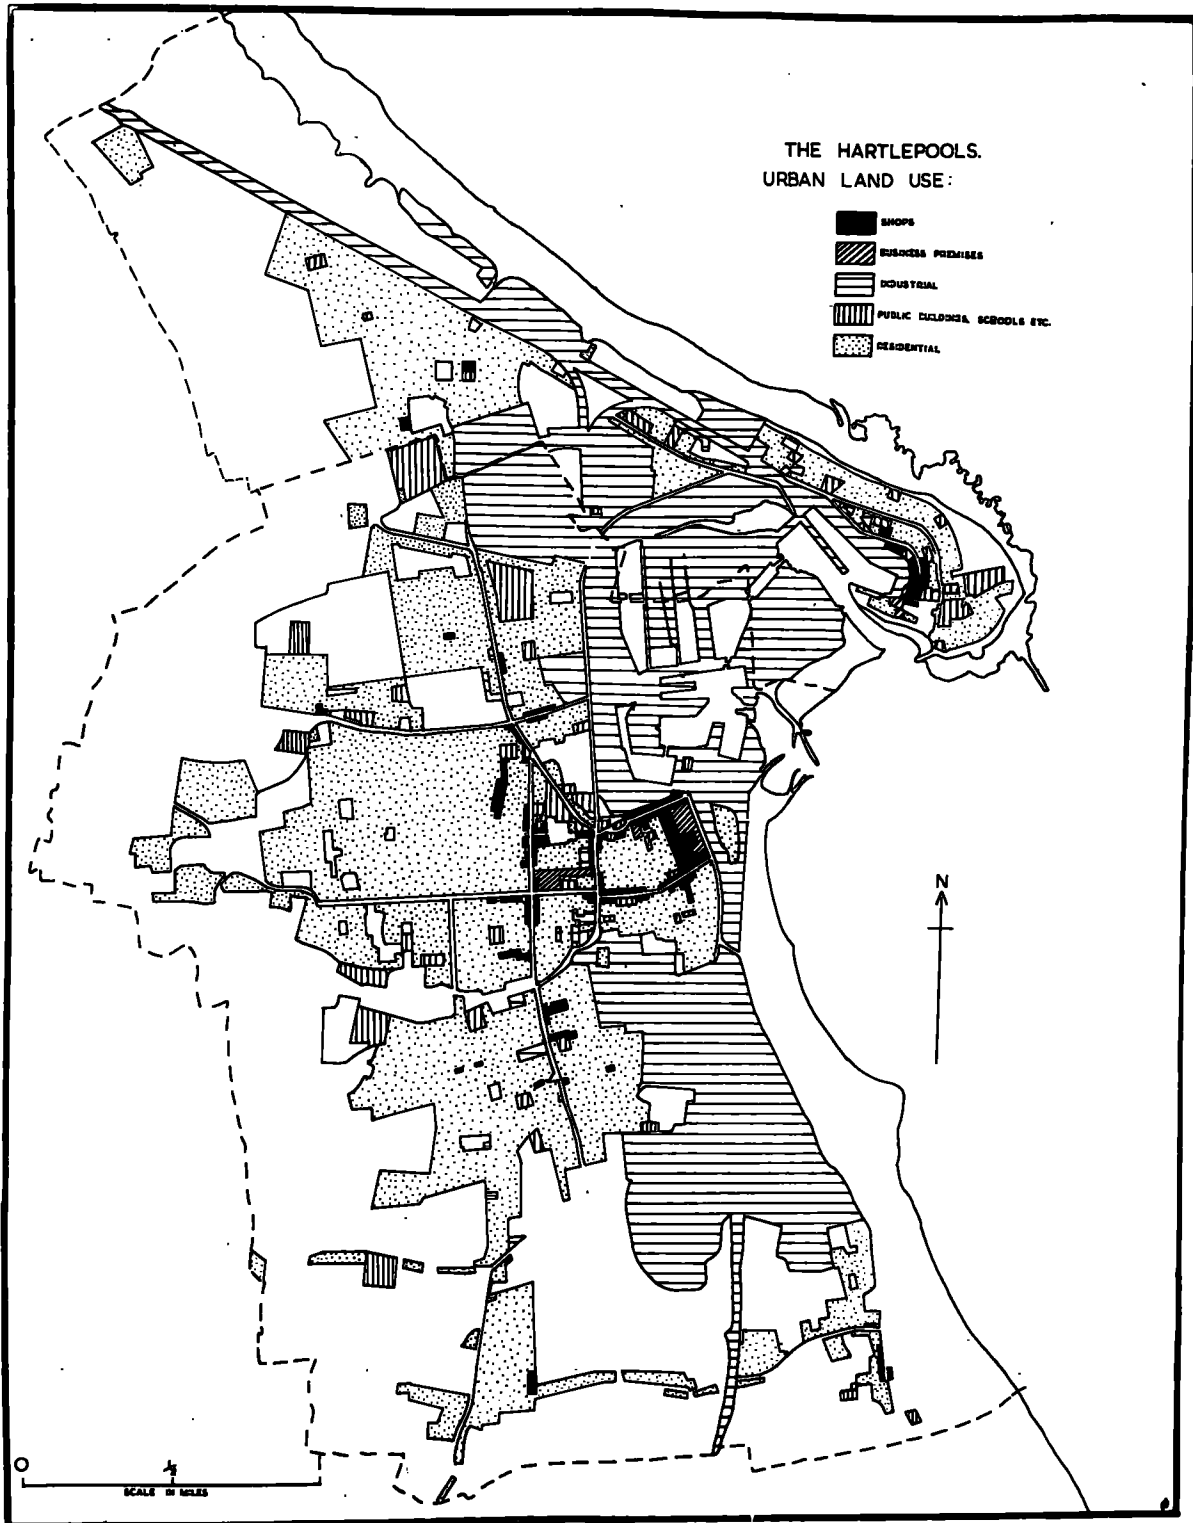 THE HARTLEPOOLS.
URBAN LAND USE:
SHOPS
BUSINESS PREMISES
INDUSTRIAL
PUBLIC BUILDINGS, SCHOOLS ETC.
RESIDENTIAL
N
0 ½
SCALE IN MILES